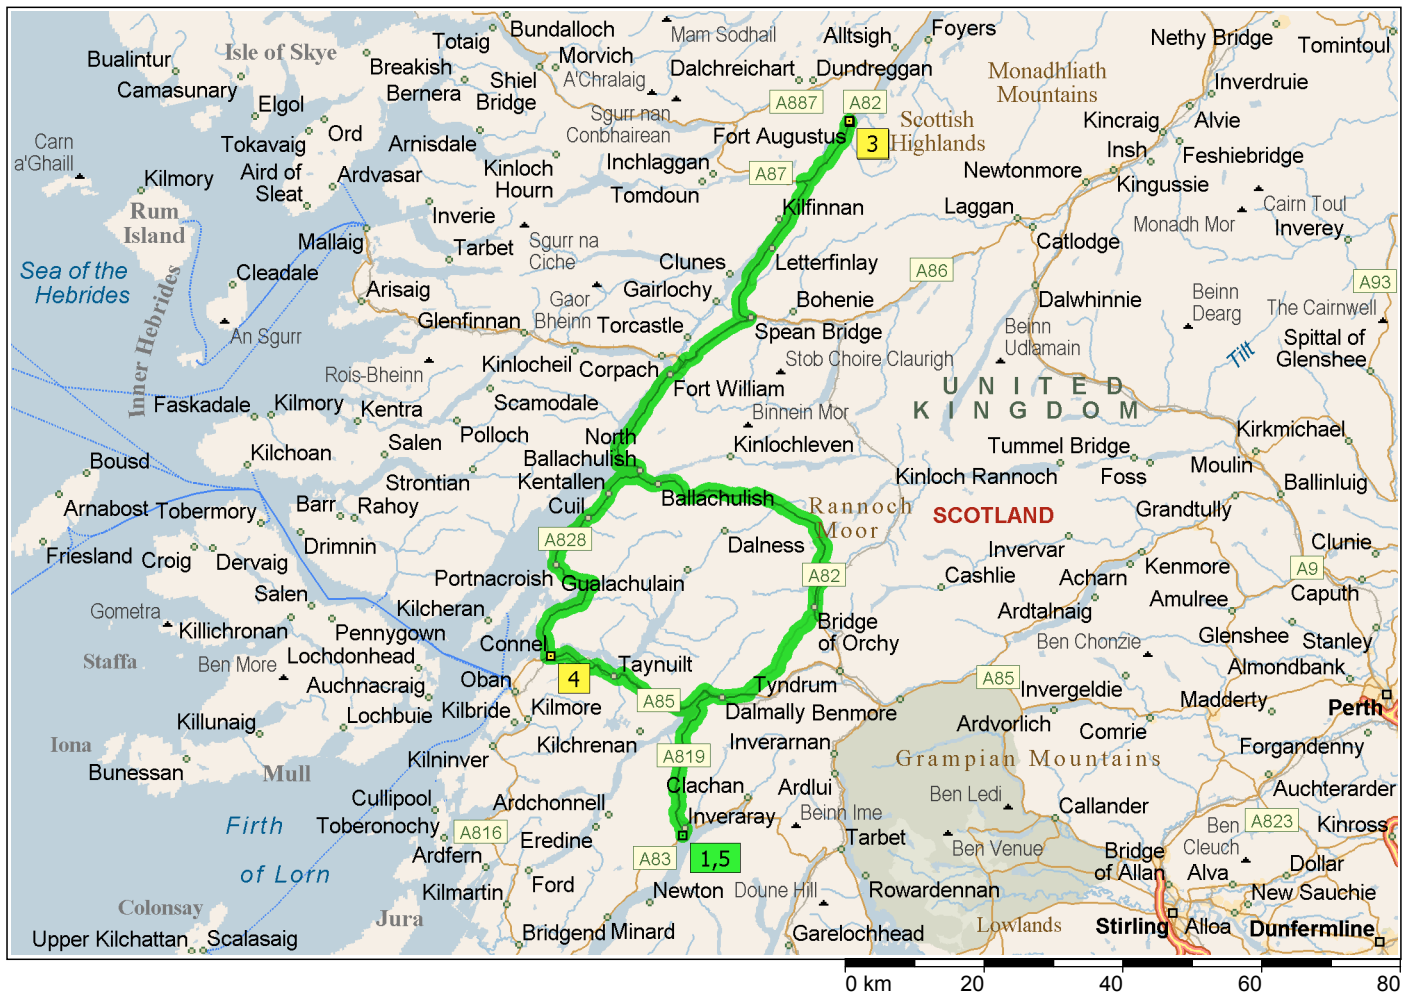 Bundalloch
Totaig
Mam Sodhail
Alltsigh
Foyers
Nethy Bridge
Tomintoul
Bualintur
Isle of Skye
Morvich
Breakish
A'Chralaig
Dalchreichart
Dundreggan
Monadhliath
Mountains
Inverdruie
Camasunary
Bernera
Shiel
Bridge
A887
A82
Elgol
Sgurr nan
Conbhairean
Scottish
Highlands
Kincraig
Alvie
Tokavaig
Ord
Arnisdale
Fort Augustus
3
Insh
Feshiebridge
Carn
a'Ghaill
Kilmory
Aird of
Sleat
Ardvasar
Kinloch
Hourn
Inchlaggan
A87
Newtonmore
Kingussie
Tomdoun
Cairn Toul
Rum
Island
Inverie
Kilfinnan
Laggan
Monadh Mor
Inverey
Mallaig
Tarbet
Sgurr na
Ciche
Catlodge
Sea of the
Hebrides
Cleadale
Clunes
Letterfinlay
A86
A93
Inner Hebrides
Arisaig
Gairlochy
Gaor
Bheinn
Bohenie
Dalwhinnie
Beinn
Dearg
The Cairnwell
An Sgurr
Glenfinnan
Torcastle
Spean Bridge
Beinn
Udlamain
Spittal of
Glenshee
Tilt
Rois-Bheinn
Kinlocheil
Corpach
Stob Choire Claurigh
Fort William
UNITED
KINGDOM
Faskadale
Kilmory
Kentra
Scamodale
Binnein Mor
Kilchoan
Salen
Polloch
North
Ballachulish
Kinlochleven
Tummel Bridge
Kirkmichael
Bousd
Strontian
Kentallen
Kinloch Rannoch
Foss
Moulin
Ballinluig
Arnabost
Tobermory
Barr
Rahoy
Cuil
Ballachulish
Rannoch
Moor
SCOTLAND
Grandtully
Friesland
Croig
Dervaig
Drimnin
A828
Dalness
Invervar
Clunie
Portnacroish
Gualachulain
A82
Cashlie
Acharn
Kenmore
A9
Caputh
Gometra
Salen
Kilcheran
Ardtalnaig
Amulree
Killichronan
Pennygown
Connel
Bridge
of Orchy
Ben Chonzie
Glenshee
Stanley
Staffa
Ben More
Lochdonhead
Taynuilt
Almondbank
Auchnacraig
Oban
4
A85
Tyndrum
A85
Invergeldie
Madderty
Perth
Killunaig
Lochbuie
Kilbride
Kilmore
Dalmally
Benmore
Ardvorlich
Comrie
Iona
Bunessan
Mull
Kilninver
Kilchrenan
A819
Inverarnan
Grampian Mountains
Forgandenny
Cullipool
Ardchonnell
Clachan
Ardlui
Ben Ledi
Callander
Auchterarder
Firth
of Lorn
Toberonochy
A816
Eredine
Inveraray
Beinn Ime
Tarbet
Ben Venue
Ben
Cleuch
A823
Kinross
Ardfern
A83
1,5
Bridge
of Allan
Alva
Dollar
Kilmartin
Ford
Newton
Doune Hill
Rowardennan
New Sauchie
Colonsay
Jura
Lowlands
Stirling
Alloa
Dunfermline
Upper Kilchattan
Scalasaig
Bridgend
Minard
Garelochhead
0 km
20
40
60
80